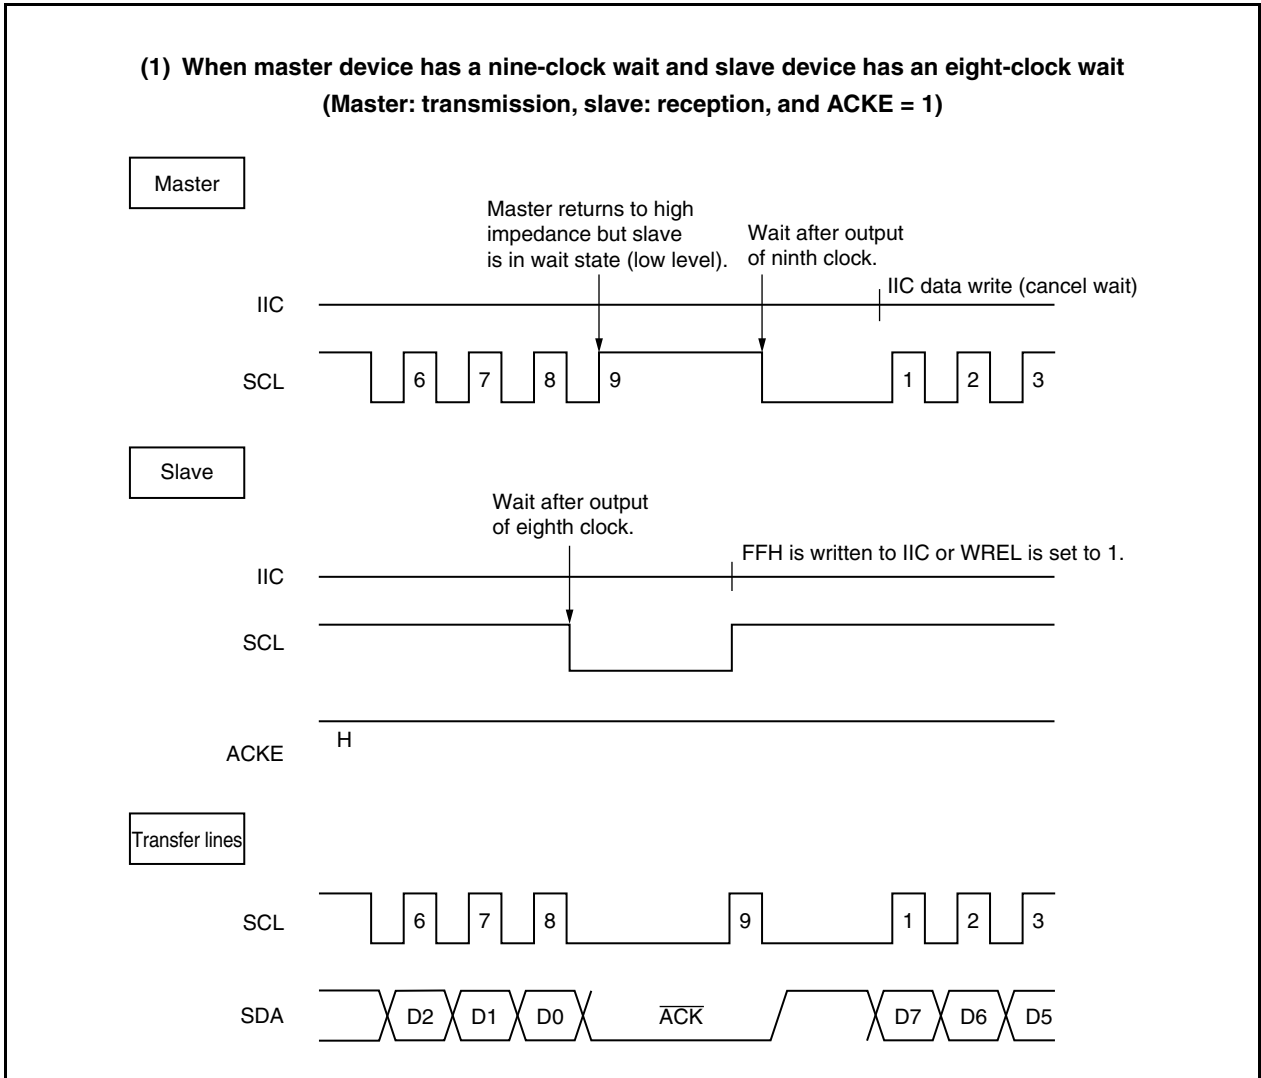 (1) When master device has a nine-clock wait and slave device has an eight-clock wait
(Master: transmission, slave: reception, and ACKE = 1)
Master
Master returns to high
impedance but slave
is in wait state (low level).
Wait after output
of ninth clock.
IIC data write (cancel wait)
IIC
SCL
6 7 8 9 1 2 3
Slave
Wait after output
of eighth clock.
FFH is written to IIC or WREL is set to 1.
IIC
SCL
H
ACKE
Transfer lines
SCL 6 7 8 9 1 2 3
SDA D2 D1 D0 A̅C̅K̅ D7 D6 D5